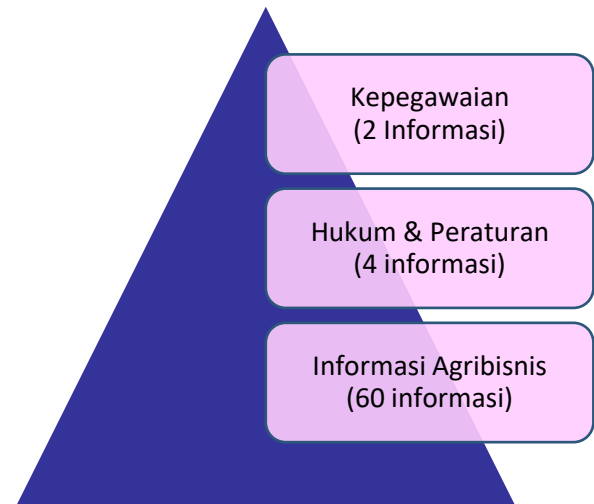 Kepegawaian
(2 Informasi)
Hukum & Peraturan
(4 informasi)
Informasi Agribisnis
(60 informasi)